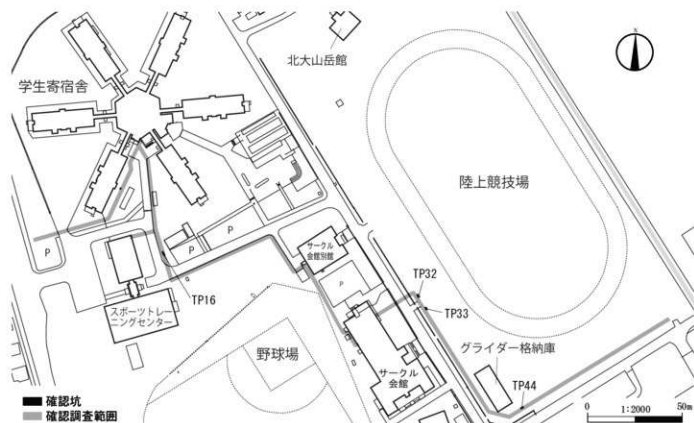 北大山岳館
N
学生寄宿舎
陸上競技場
P
P
サークル
会館別館
P
TP32
TP33
TP16
スポーツトレー
ニングセンター
野球場
サークル
会館
グライダー格納庫
TP44
確認坑
確認調査範囲
0 1:2000 50m